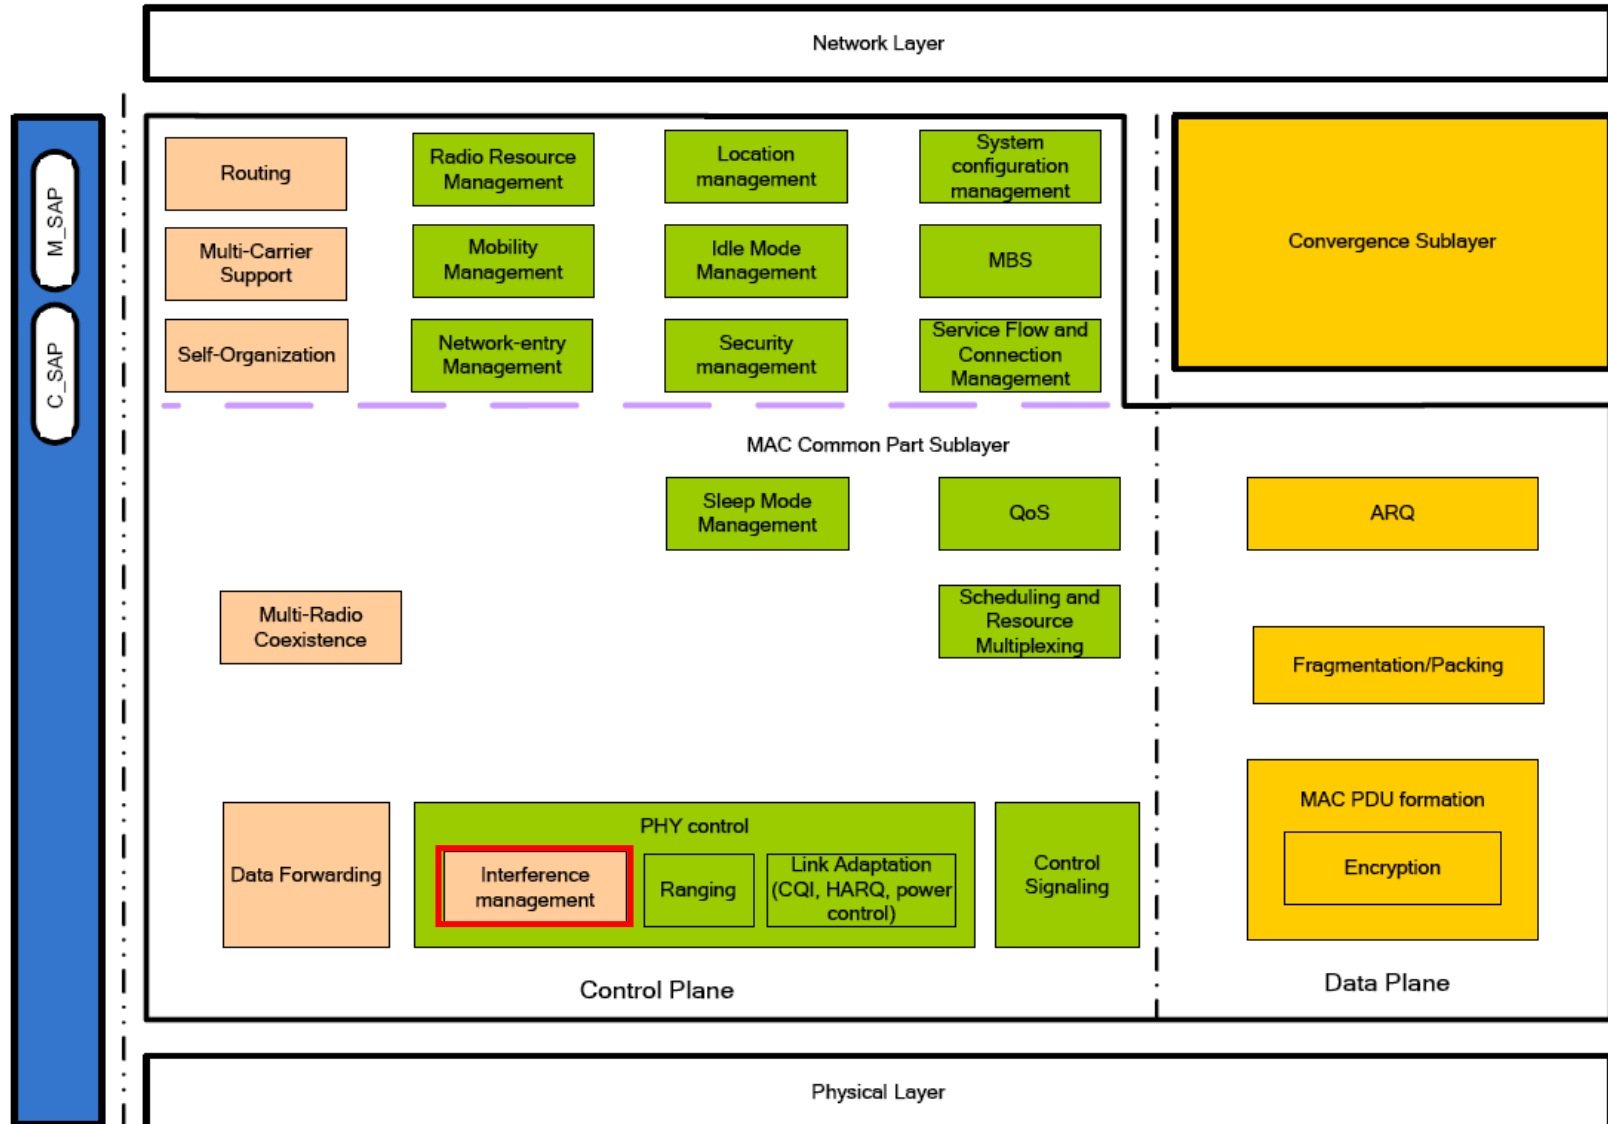 Network Layer
M_SAP
C_SAP
Routing
Radio Resource
Management
Location
management
System
configuration
management
Convergence Sublayer
Multi-Carrier
Support
Mobility
Management
Idle Mode
Management
MBS
Self-Organization
Network-entry
Management
Security
management
Service Flow and
Connection
Management
MAC Common Part Sublayer
Sleep Mode
Management
QoS
ARQ
Multi-Radio
Coexistence
Scheduling and
Resource
Multiplexing
Fragmentation/Packing
Data Forwarding
PHY control
Interference
management
Ranging
Link Adaptation
(CQI, HARQ, power
control)
Control
Signaling
MAC PDU formation
Encryption
Control Plane
Data Plane
Physical Layer